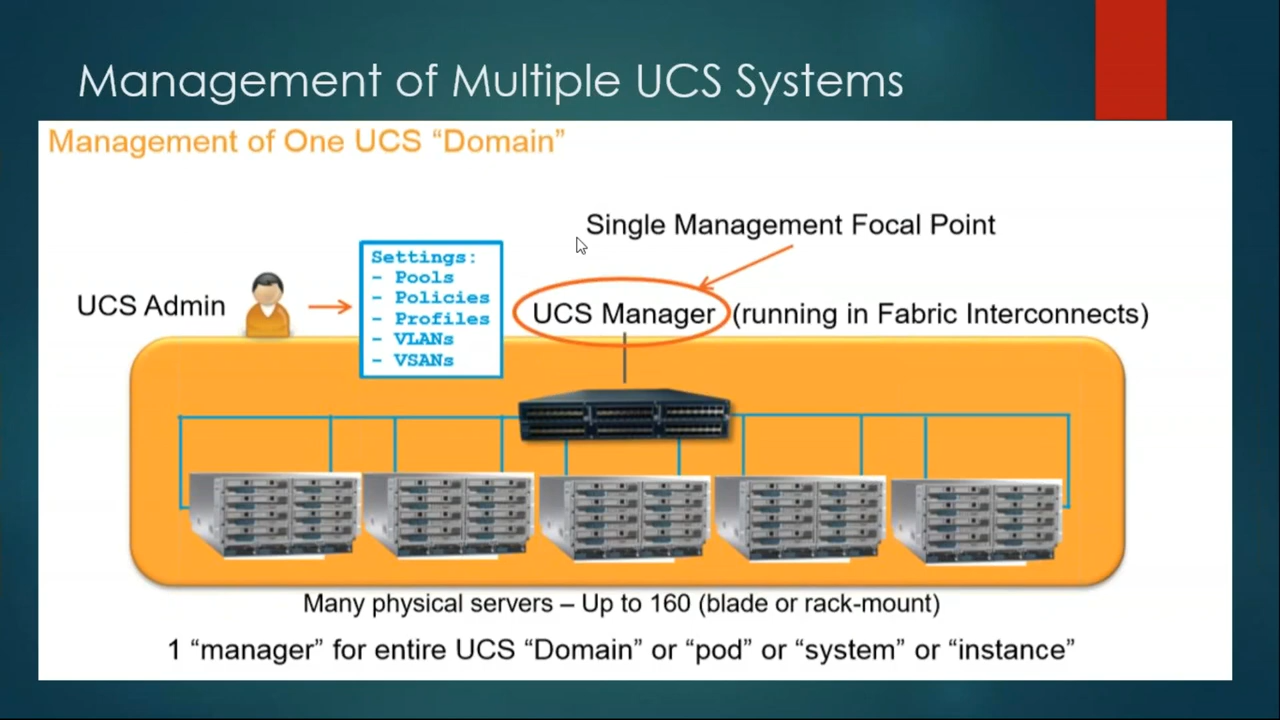 Management of Multiple UCS Systems
Management of One UCS “Domain”
Single Management Focal Point
Settings:
- Pools
- Policies
- Profiles
- VLANs
- VSANs
UCS Admin
UCS Manager (running in Fabric Interconnects)
Many physical servers – Up to 160 (blade or rack-mount)
1 “manager” for entire UCS “Domain” or “pod” or “system” or “instance”